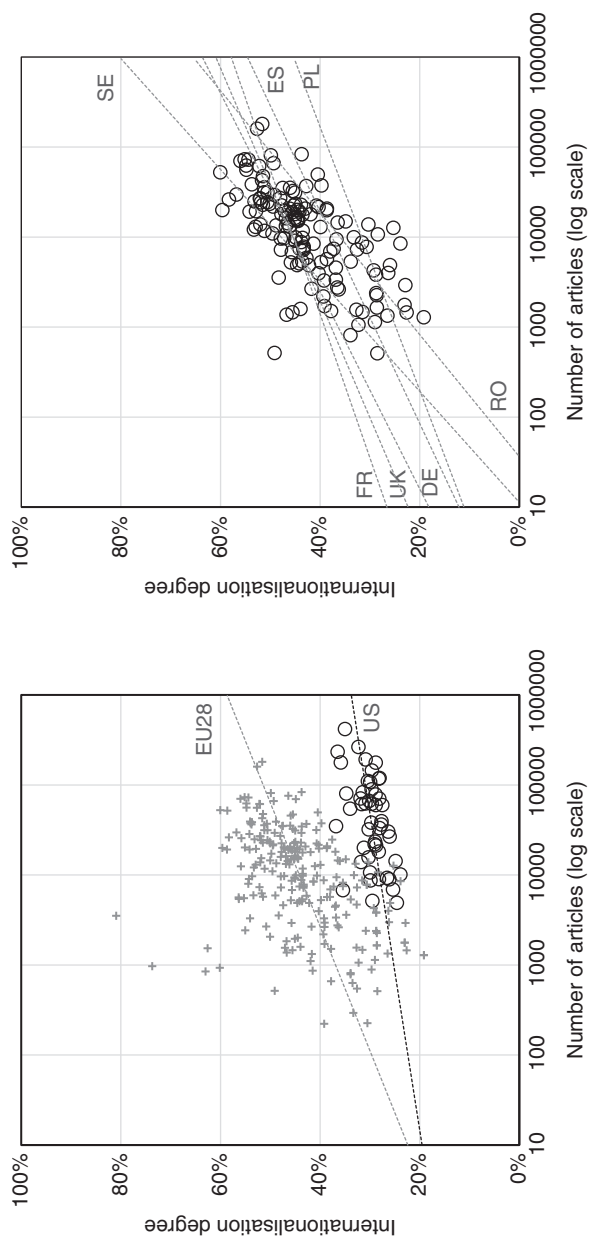 100%
80%
60%
40%
20%
0%
Internationalisation degree
10
100
1000
10000
100000
1000000
Number of articles (log scale)
EU28
US
100%
80%
60%
40%
20%
0%
Internationalisation degree
10
100
1000
10000
100000
1000000
Number of articles (log scale)
FR
UK
DE
RO
SE
ES
PL